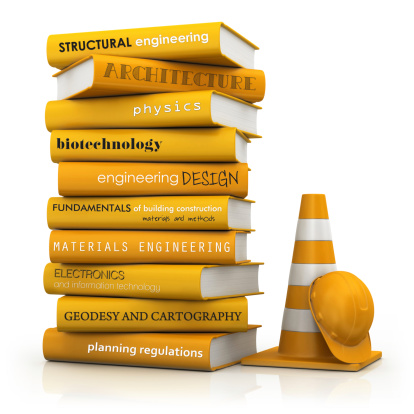 STRUCTURAL engineering
ARCHITECTURE
physics
biotechnology
engineering DESIGN
FUNDAMENTALS of building construction
materials and methods
MATERIALS ENGINEERING
ELECTRONICS
and information technology
GEODESY AND CARTOGRAPHY
planning regulations